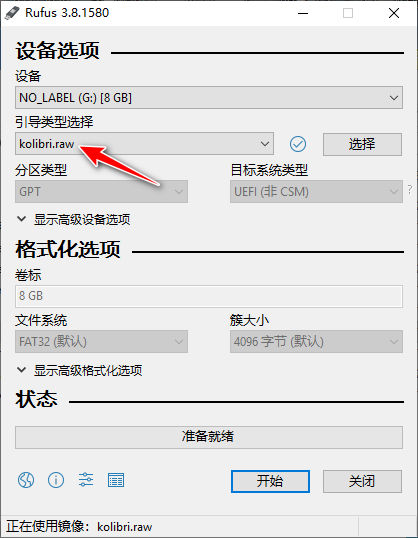 Rufus 3.8.1580
设备选项
设备
NO_LABEL (G:) [8 GB]
引导类型选择
kolibri.raw
选择
分区类型 目标系统类型
GPT UEFI (非 CSM) ?
显示高级设备选项
格式化选项
卷标
8 GB
文件系统 簇大小
FAT32 (默认) 4096 字节 (默认)
显示高级格式化选项
状态
准备就绪
开始 关闭
正在使用镜像：kolibri.raw